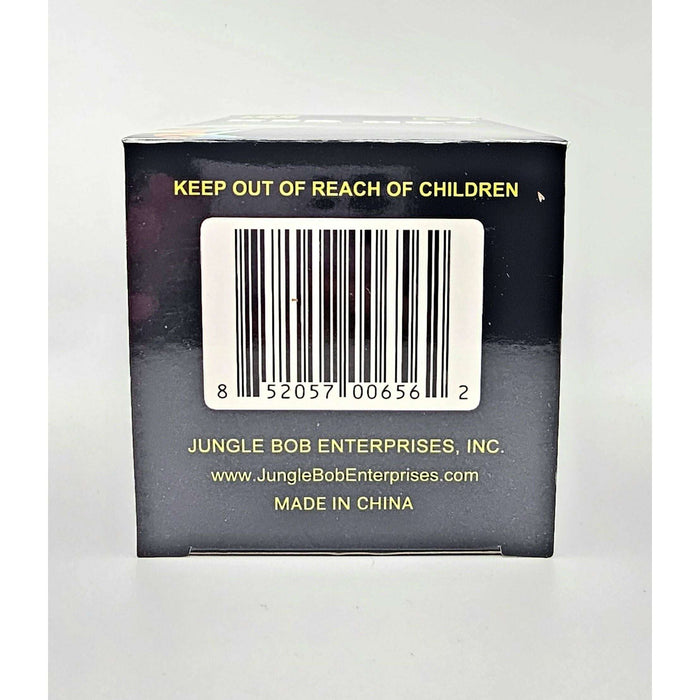 KEEP OUT OF REACH OF CHILDREN
8 52057 00656 2
JUNGLE BOB ENTERPRISES, INC.
www.JungleBobEnterprises.com
MADE IN CHINA